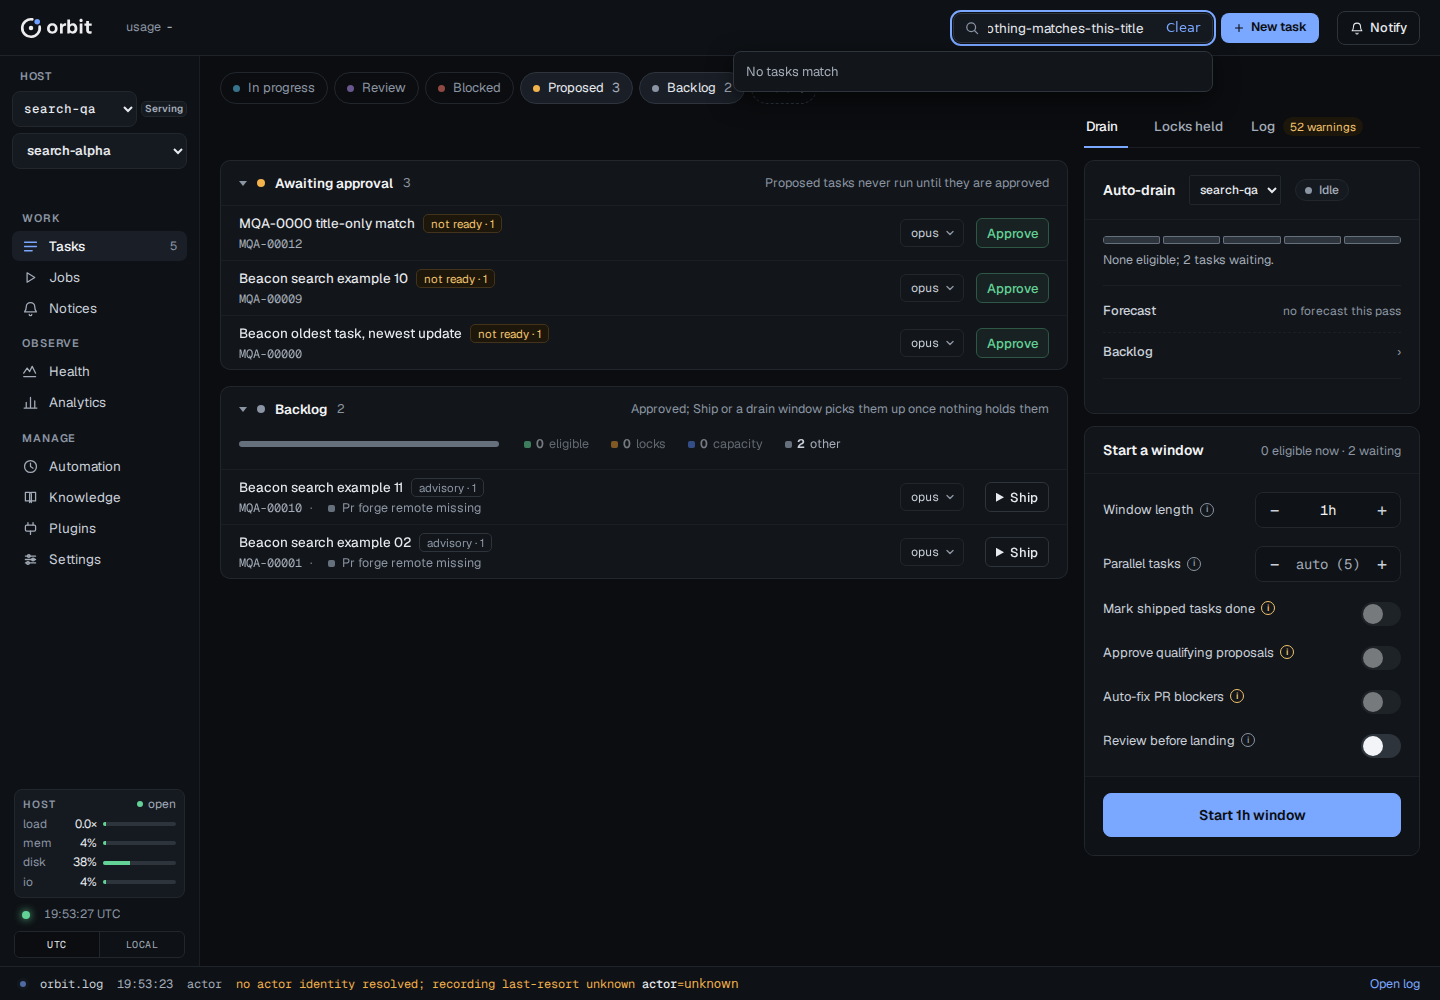 orbit
usage –
othing-matches-this-title
Clear
+ New task
Notify
No tasks match
HOST
search-qa
Serving
search-alpha
WORK
Tasks 5
Jobs
Notices
OBSERVE
Health
Analytics
MANAGE
Automation
Knowledge
Plugins
Settings
HOST open
load 0.0×
mem 4%
disk 38%
io 4%
19:53:27 UTC
UTC LOCAL
In progress
Review
Blocked
Proposed 3
Backlog 2
Awaiting approval 3
Proposed tasks never run until they are approved
MQA-0000 title-only match not ready · 1
MQA-00012
opus
Approve
Beacon search example 10 not ready · 1
MQA-00009
opus
Approve
Beacon oldest task, newest update not ready · 1
MQA-00000
opus
Approve
Backlog 2
Approved; Ship or a drain window picks them up once nothing holds them
0 eligible 0 locks 0 capacity 2 other
Beacon search example 11 advisory · 1
MQA-00010 · Pr forge remote missing
opus
Ship
Beacon search example 02 advisory · 1
MQA-00001 · Pr forge remote missing
opus
Ship
Drain
Locks held
Log 52 warnings
Auto-drain search-qa Idle
None eligible; 2 tasks waiting.
Forecast no forecast this pass
Backlog ›
Start a window 0 eligible now · 2 waiting
Window length i − 1h +
Parallel tasks i − auto (5) +
Mark shipped tasks done i
Approve qualifying proposals i
Auto-fix PR blockers i
Review before landing i
Start 1h window
orbit.log 19:53:23 actor no actor identity resolved; recording last-resort unknown actor=unknown
Open log